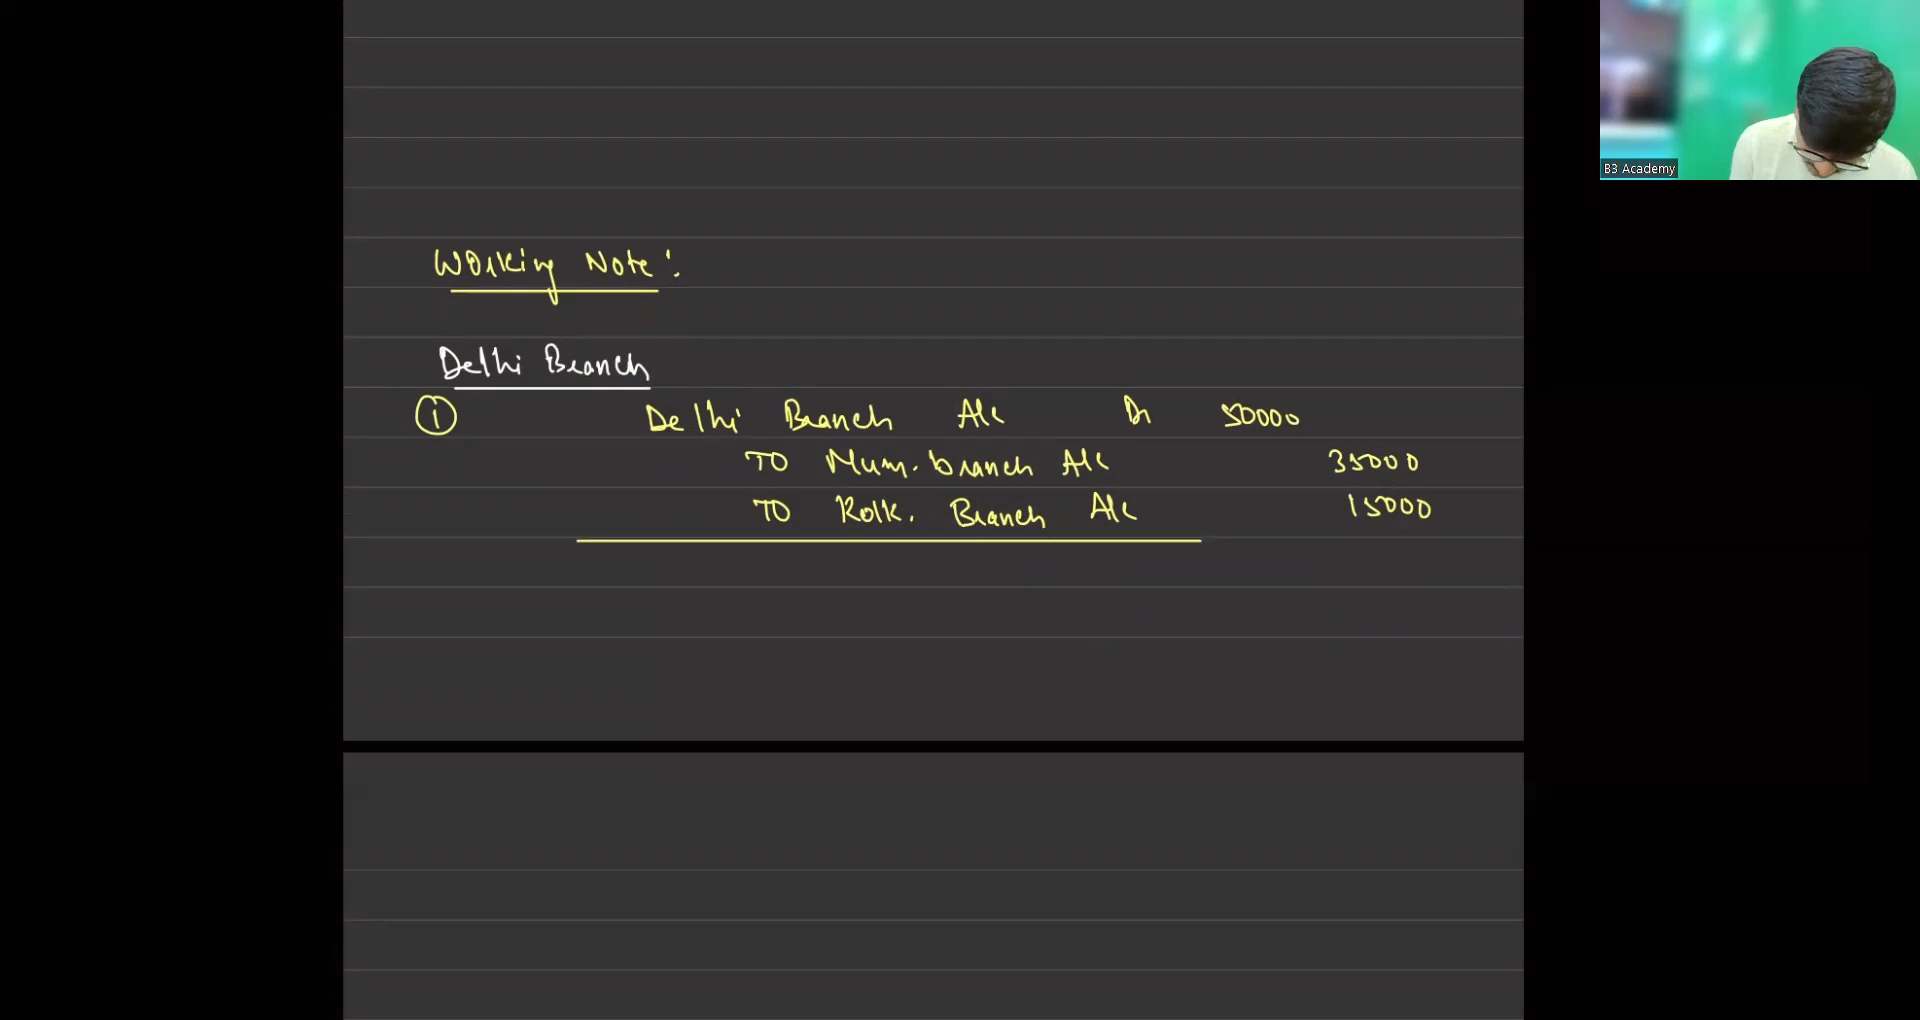 Working Note:
Delhi Branch
① Delhi Branch A/c Dr 50000
TO Mum. branch A/c 35000
TO Kolk. Branch A/c 15000
B3 Academy